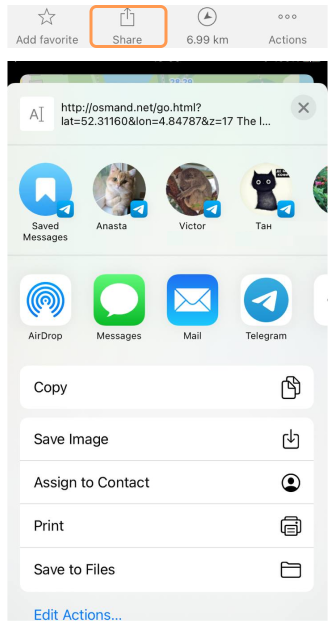 Add favorite
Share
6.99 km
Actions
http://osmand.net/go.html?
lat=52.31160&lon=4.84787&z=17 The l...
Saved
Messages
Anasta
Victor
Тан
AirDrop
Messages
Mail
Telegram
Copy
Save Image
Assign to Contact
Print
Save to Files
Edit Actions...